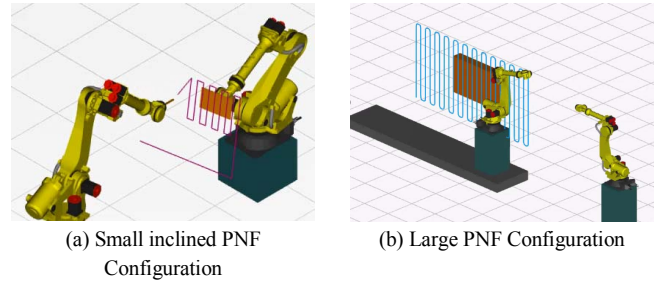 (a) Small inclined PNF
Configuration
(b) Large PNF Configuration